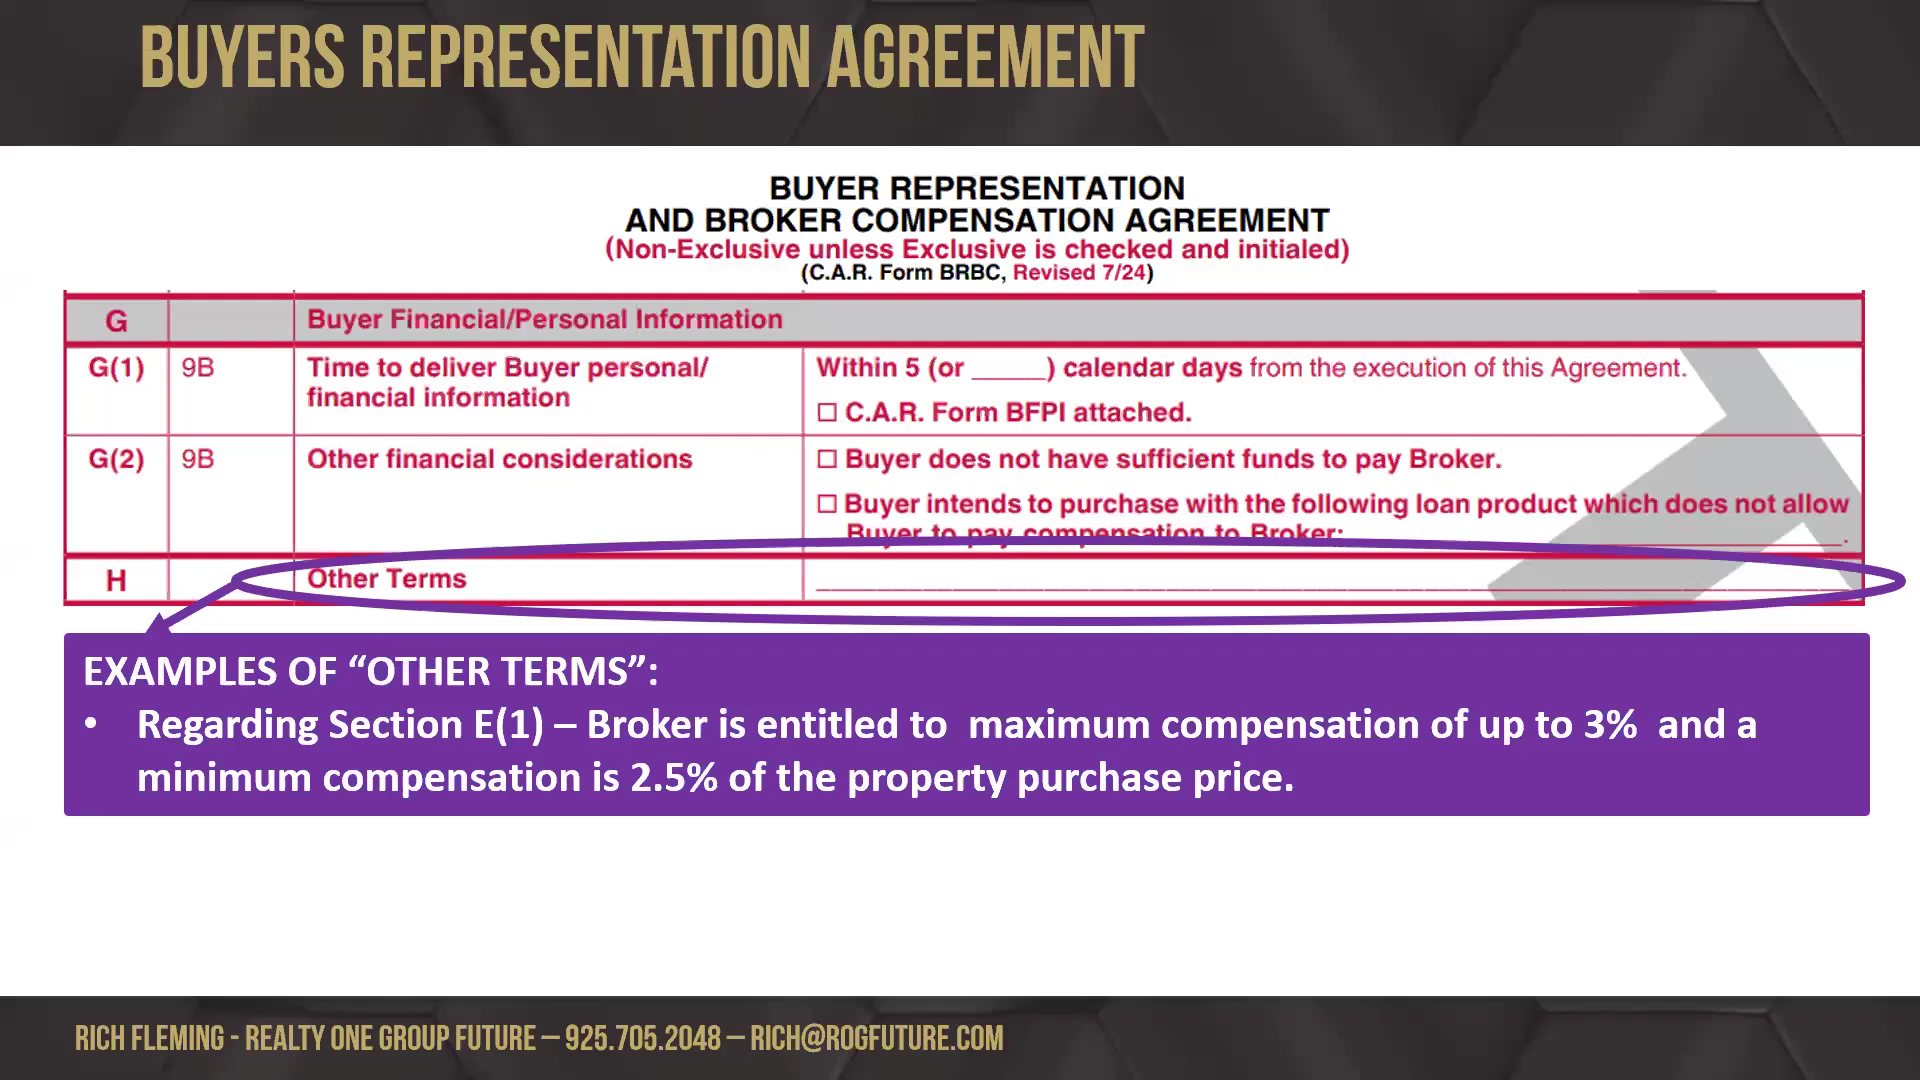 BUYERS REPRESENTATION AGREEMENT
BUYER REPRESENTATION
AND BROKER COMPENSATION AGREEMENT
(Non-Exclusive unless Exclusive is checked and initialed)
(C.A.R. Form BRBC, Revised 7/24)
G Buyer Financial/Personal Information
G(1) 9B Time to deliver Buyer personal/ Within 5 (or _____) calendar days from the execution of this Agreement.
financial information
☐ C.A.R. Form BFPI attached.
G(2) 9B Other financial considerations ☐ Buyer does not have sufficient funds to pay Broker.
☐ Buyer intends to purchase with the following loan product which does not allow
Buyer to pay compensation to Broker: ______________________________.
H Other Terms ______________________________
EXAMPLES OF “OTHER TERMS”:
• Regarding Section E(1) – Broker is entitled to maximum compensation of up to 3% and a
minimum compensation is 2.5% of the property purchase price.
RICH FLEMING - REALTY ONE GROUP FUTURE – 925.705.2048 – RICH@ROGFUTURE.COM